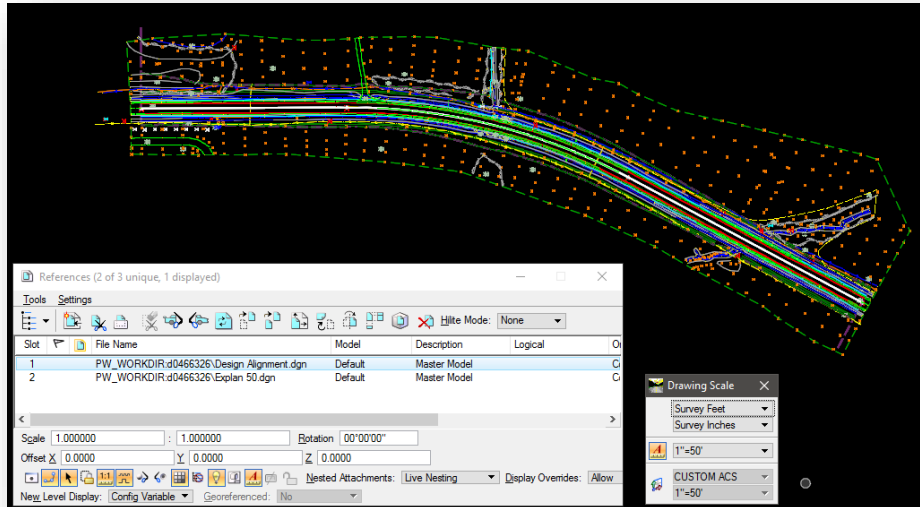 References (2 of 3 unique, 1 displayed)
Tools Settings
Hilite Mode: None
Slot File Name Model Description Logical
1 PW_WORKDIR:d0466326\Design Alignment.dgn Default Master Model
2 PW_WORKDIR:d0466326\Explan 50.dgn Default Master Model
Scale 1.000000 : 1.000000 Rotation 00°00'00"
Offset X 0.0000 Y 0.0000 Z 0.0000
1:1 Nested Attachments: Live Nesting Display Overrides: Allow
New Level Display: Config Variable Georeferenced: No
Drawing Scale
Survey Feet
Survey Inches
1"=50'
CUSTOM ACS
1"=50'